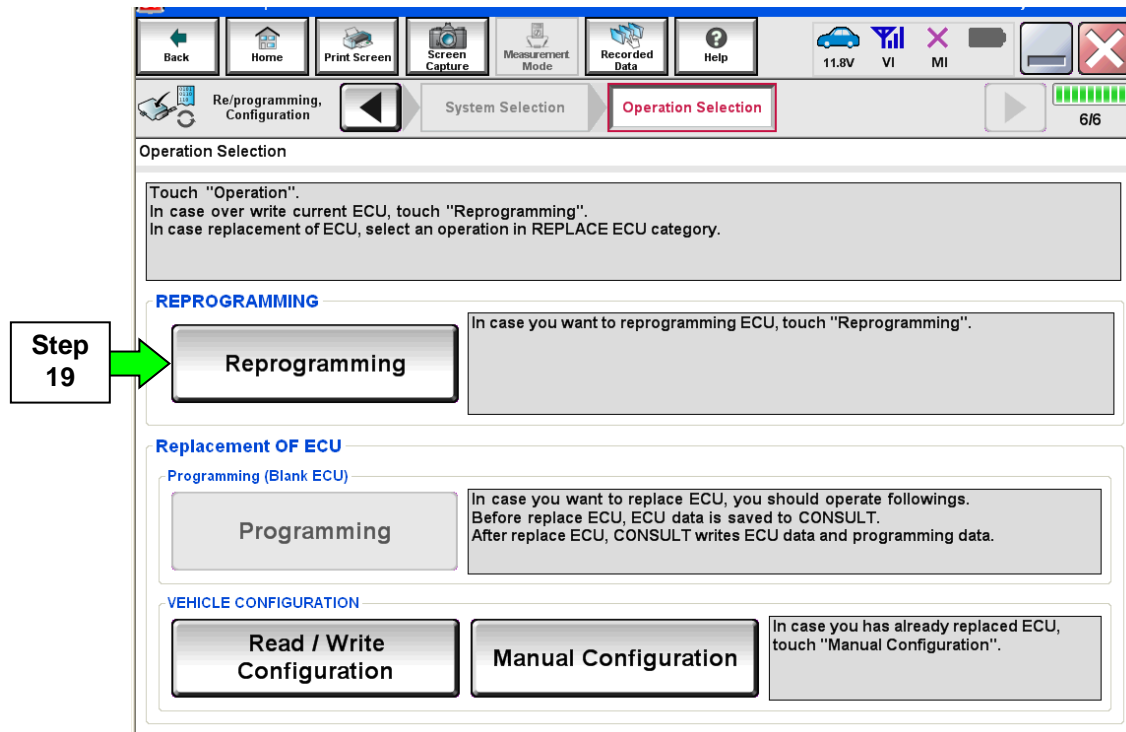 Back
Home
Print Screen
Screen
Capture
Measurement
Mode
Recorded
Data
Help
11.8V
VI
MI
Re/programming,
Configuration
System Selection
Operation Selection
6/6
Operation Selection
Touch "Operation".
In case over write current ECU, touch "Reprogramming".
In case replacement of ECU, select an operation in REPLACE ECU category.
REPROGRAMMING
Step
19
Reprogramming
In case you want to reprogramming ECU, touch "Reprogramming".
Replacement OF ECU
Programming (Blank ECU)
Programming
In case you want to replace ECU, you should operate followings.
Before replace ECU, ECU data is saved to CONSULT.
After replace ECU, CONSULT writes ECU data and programming data.
VEHICLE CONFIGURATION
Read / Write
Configuration
Manual Configuration
In case you has already replaced ECU,
touch "Manual Configuration".